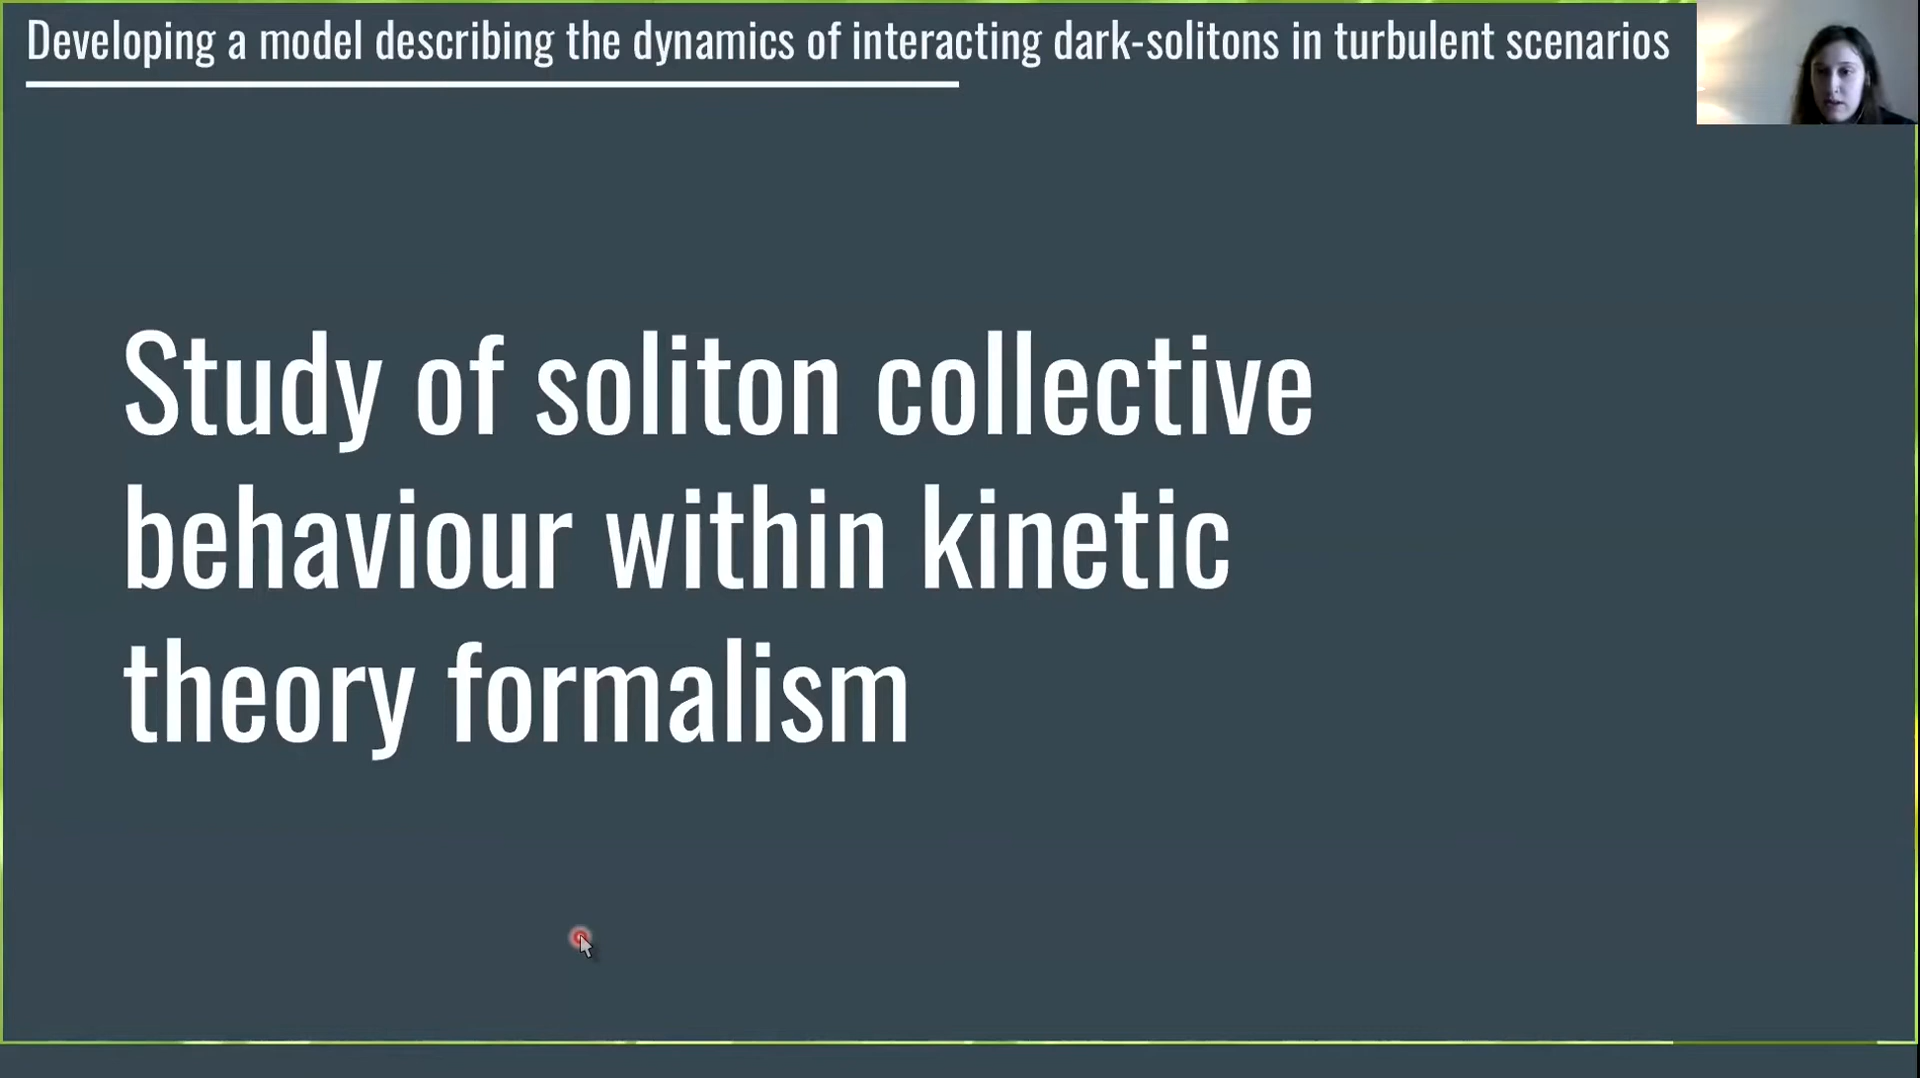 Developing a model describing the dynamics of interacting dark-solitons in turbulent scenarios
Study of soliton collective
behaviour within kinetic
theory formalism